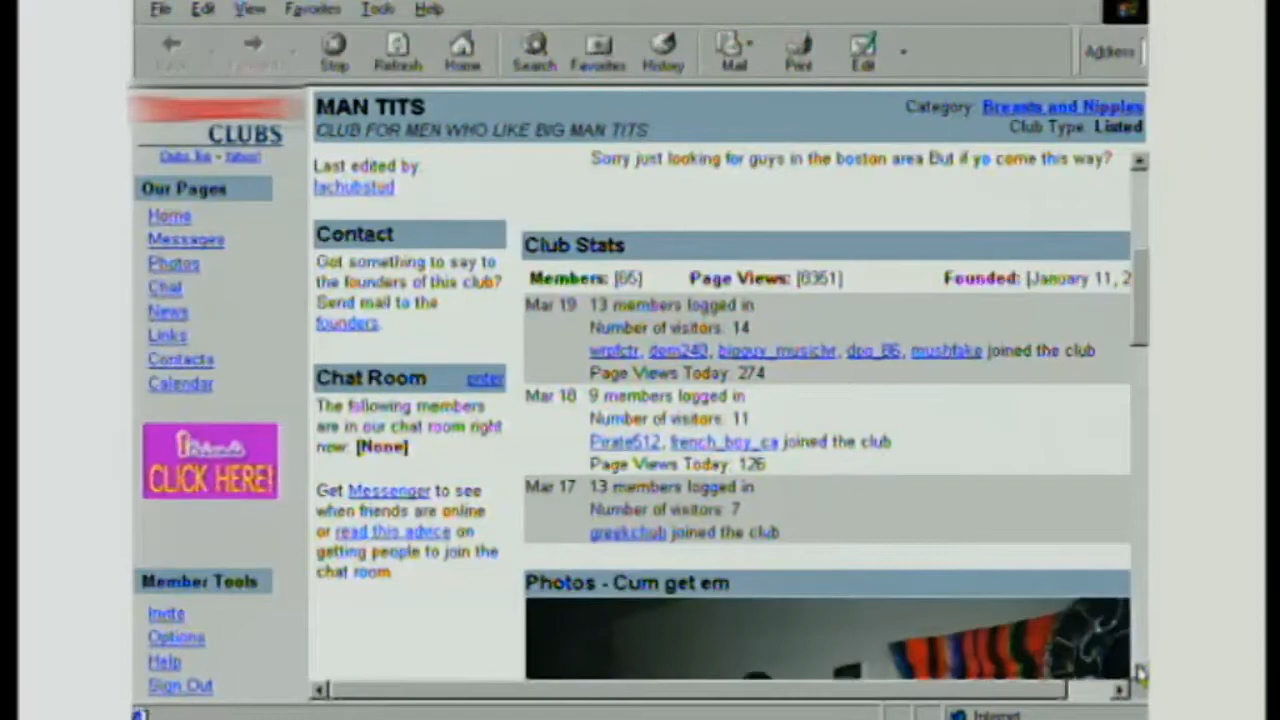 File Edit View Favorites Tools Help
Stop Refresh Home Search Favorites History Mail Print Edit Address
MAN TITS
CLUB FOR MEN WHO LIKE BIG MAN TITS
Category: Breasts and Nipples
Club Type: Listed
CLUBS
Our Pages
Home
Messages
Photos
Chat
News
Links
Contacts
Calendar
CLICK HERE!
Member Tools
Invite
Options
Help
Sign Out
Last edited by:
lachubstud
Sorry just looking for guys in the boston area But if yo come this way?
Contact
Got something to say to
the founders of this club?
Send mail to the
founders.
Chat Room enter
The following members
are in our chat room right
now: [None]
Get Messenger to see
when friends are online
or read this advice on
getting people to join the
chat room
Club Stats
Members: [65] Page Views: [6351] Founded: [January 11, 2
Mar 19 13 members logged in
Number of visitors: 14
joined the club
Page Views Today: 274
Mar 18 9 members logged in
Number of visitors: 11
Pirate512, french_boy_ca joined the club
Page Views Today: 126
Mar 17 13 members logged in
Number of visitors: 7
greekchub joined the club
Photos - Cum get em
Internet